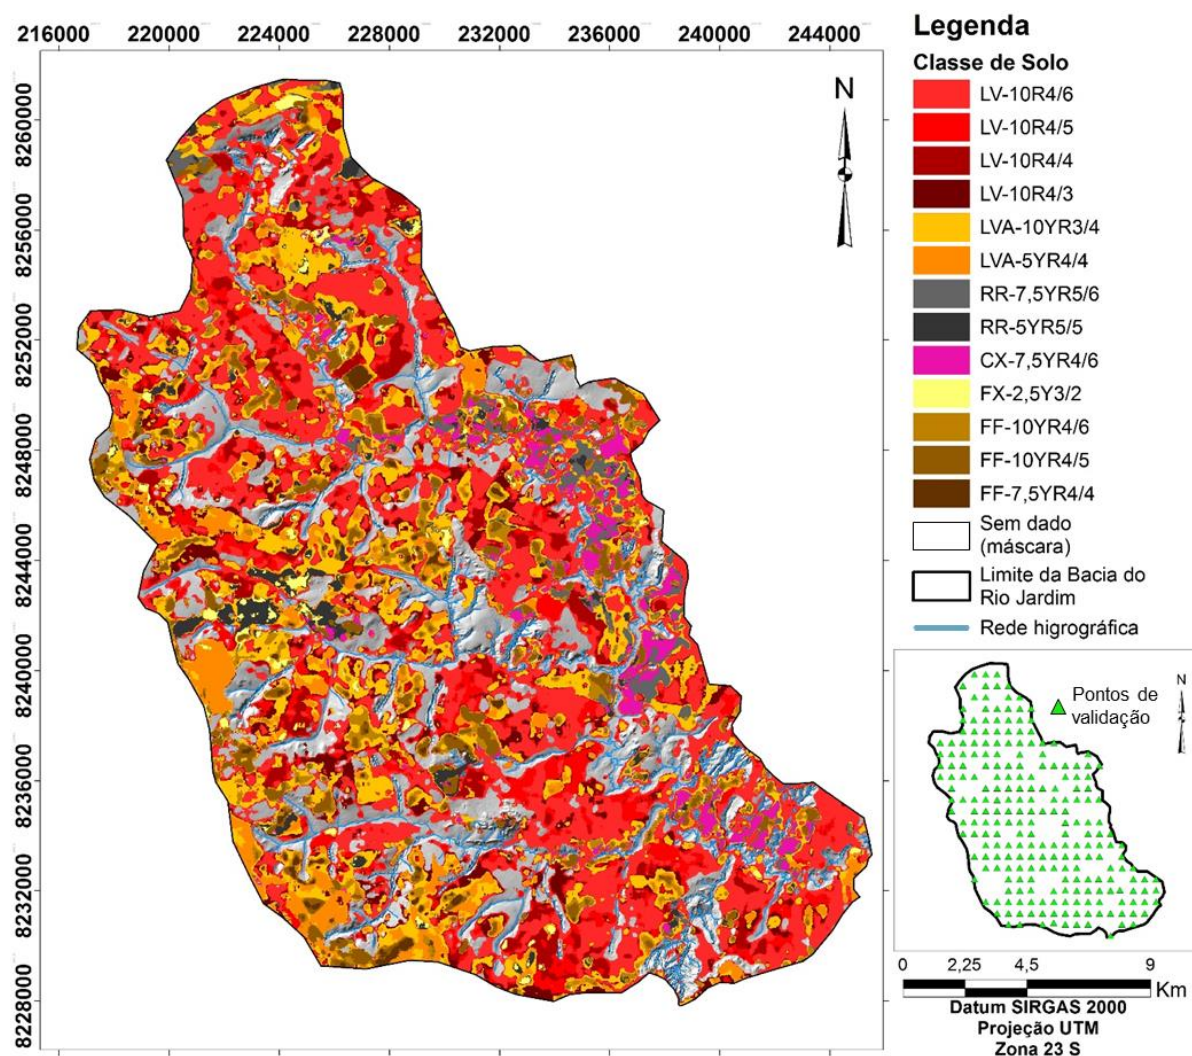 216000 220000 224000 228000 232000 236000 240000 244000
8260000
8256000
8252000
8248000
8244000
8240000
8236000
8232000
8228000
N
Legenda
Classe de Solo
LV-10R4/6
LV-10R4/5
LV-10R4/4
LV-10R4/3
LVA-10YR3/4
LVA-5YR4/4
RR-7,5YR5/6
RR-5YR5/5
CX-7,5YR4/6
FX-2,5Y3/2
FF-10YR4/6
FF-10YR4/5
FF-7,5YR4/4
Sem dado
(máscara)
Limite da Bacia do
Rio Jardim
Rede higrográfica
N
Pontos de
validação
0 2,25 4,5 9
Km
Datum SIRGAS 2000
Projeção UTM
Zona 23 S